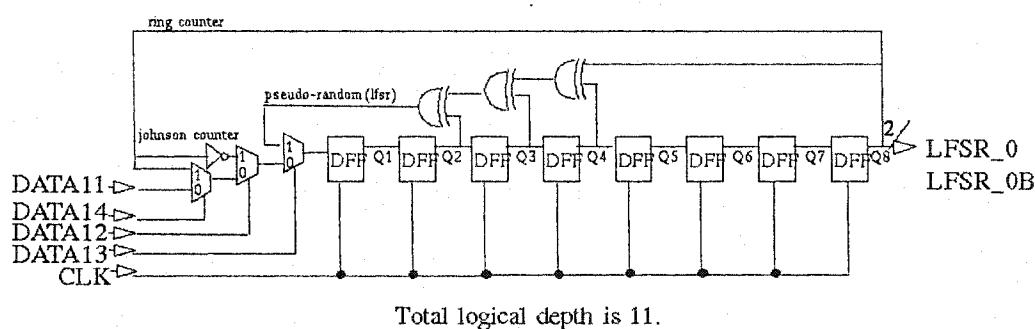 ring counter
pseudo-random (lfsr)
johnson counter
1
0
1
0
1
0
DFF Q1 DFF Q2 DFF Q3 DFF Q4 DFF Q5 DFF Q6 DFF Q7 DFF Q8
2
LFSR_0
LFSR_0B
DATA11
DATA14
DATA12
DATA13
CLK
Total logical depth is 11.